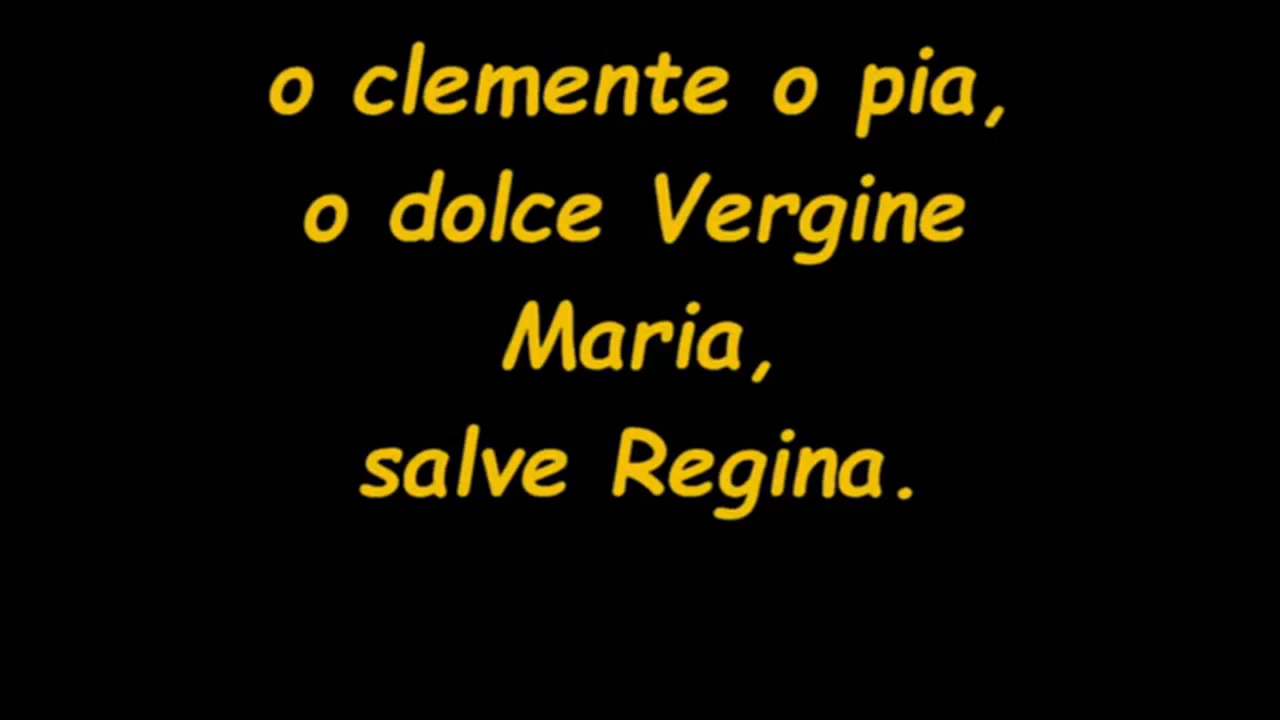 o clemente o pia,
o dolce Vergine
Maria,
salve Regina.